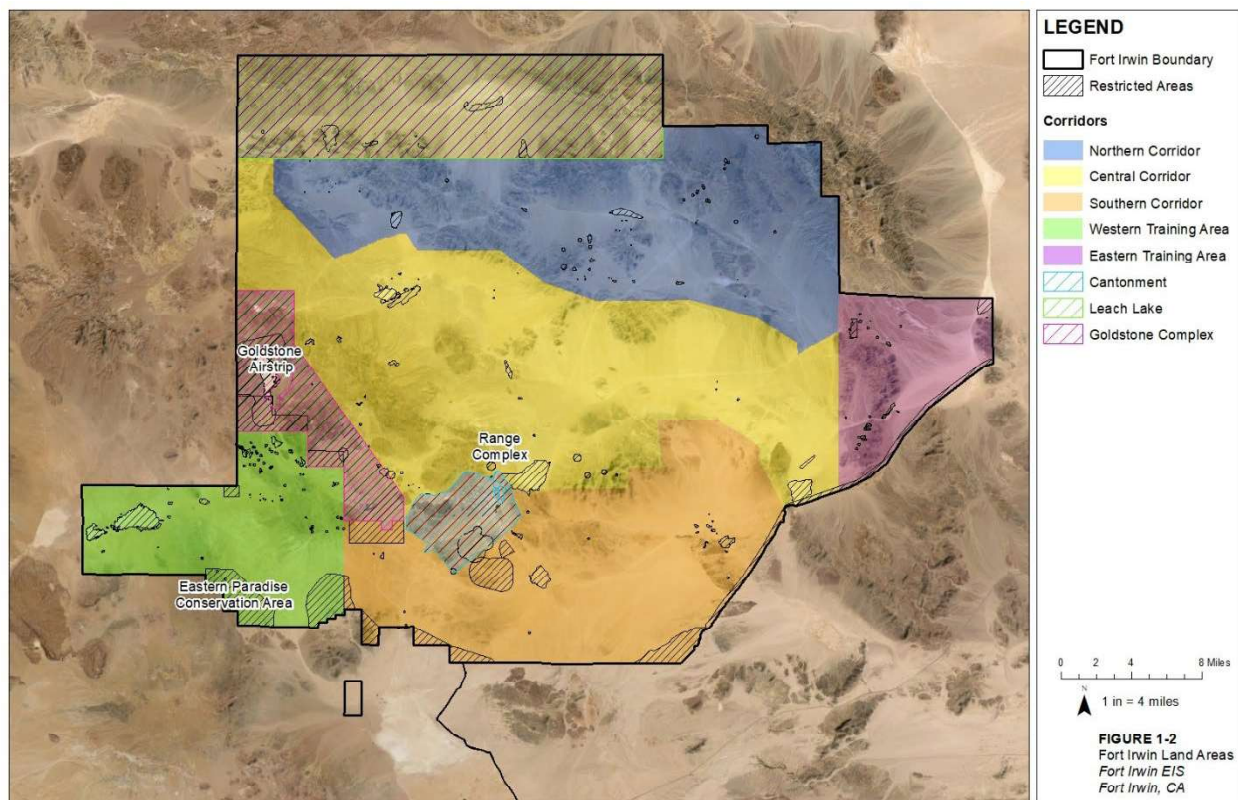 Goldstone
Airstrip
Range
Complex
Eastern Paradise
Conservation Area
LEGEND
Fort Irwin Boundary
Restricted Areas
Corridors
Northern Corridor
Central Corridor
Southern Corridor
Western Training Area
Eastern Training Area
Cantonment
Leach Lake
Goldstone Complex
0 2 4 8 Miles
N
1 in = 4 miles
FIGURE 1-2
Fort Irwin Land Areas
Fort Irwin EIS
Fort Irwin, CA